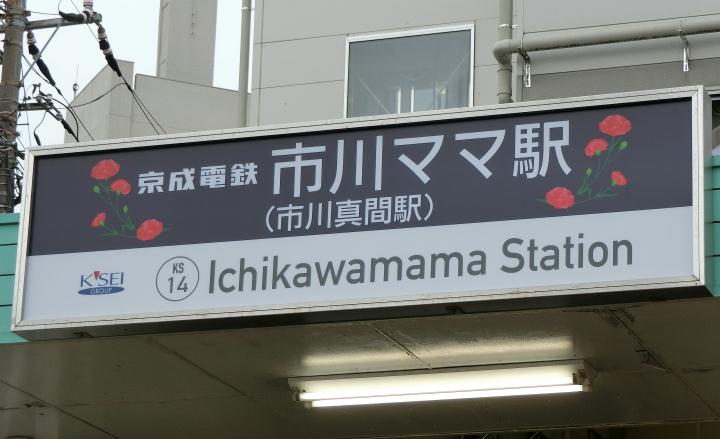 京成電鉄 市川ママ駅
(市川真間駅)
K'SEI
GROUP
KS
14
Ichikawamama Station